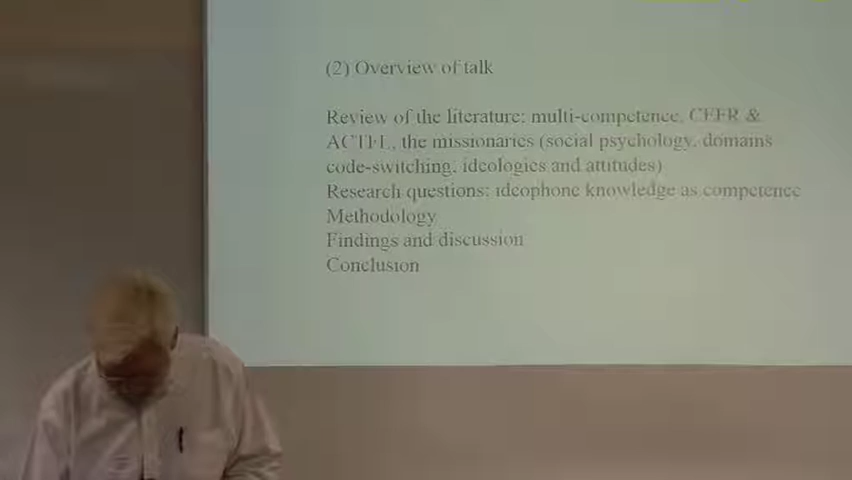 (2) Overview of talk
Review of the literature: multi-competence, CEFR &
ACTFL, the missionaries (social psychology, domains
code-switching, ideologies and attitudes)
Research questions: ideophone knowledge as competence
Methodology
Findings and discussion
Conclusion